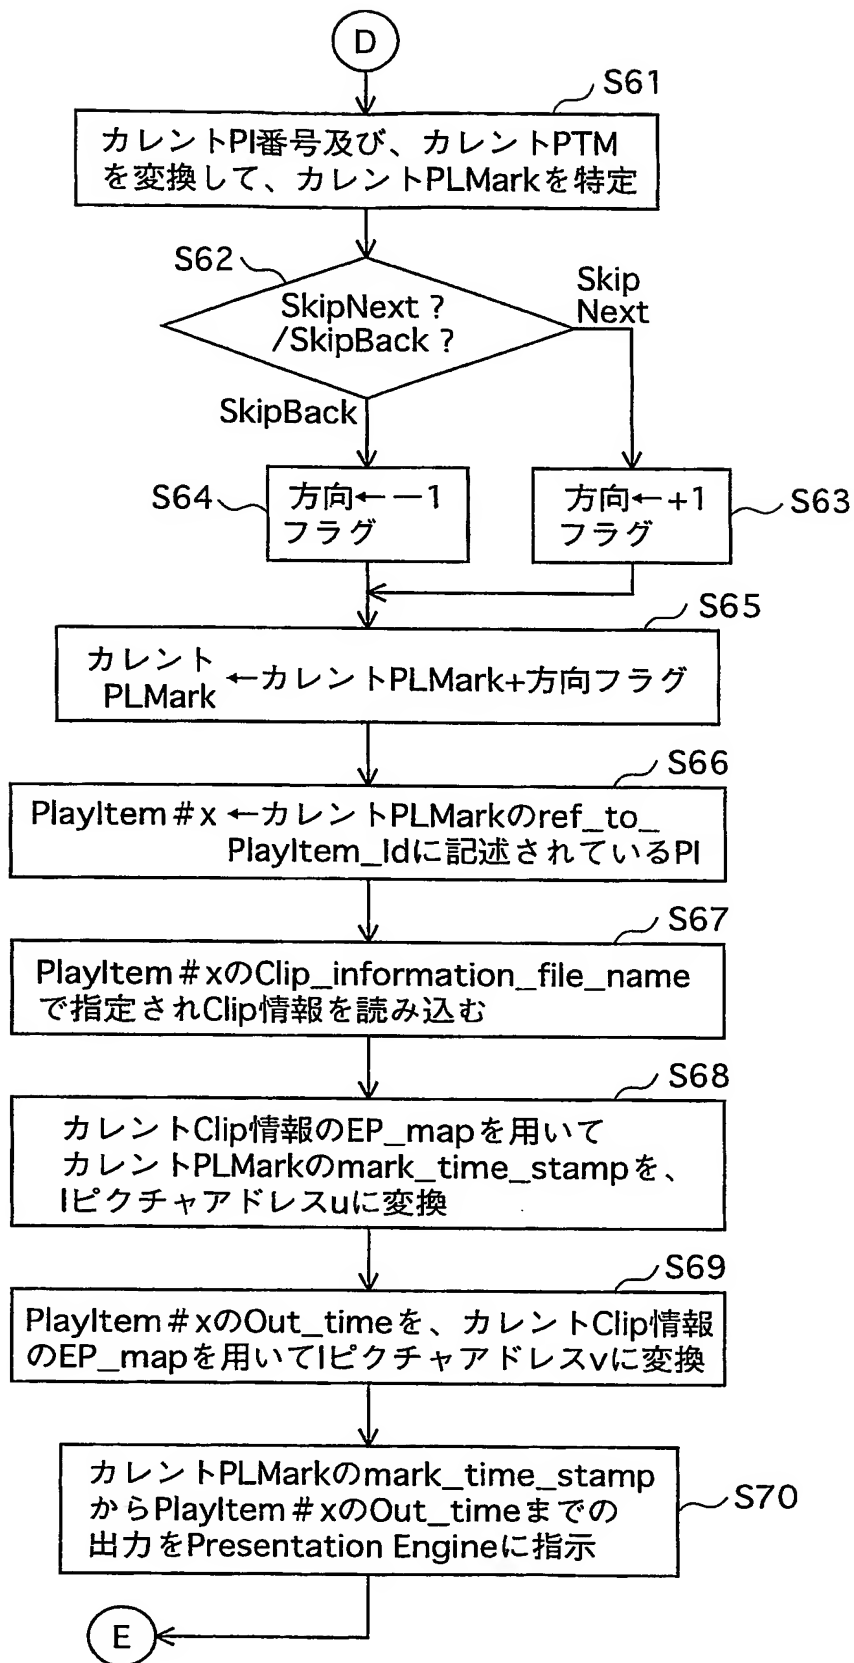 D
S61
カレントPI番号及び、カレントPTM
を変換して、カレントPLMarkを特定
S62
SkipNext ?
/SkipBack ?
Skip
Next
SkipBack
S64
方向←－1
フラグ
方向←+1
フラグ
S63
S65
カレント
PLMark ←カレントPLMark+方向フラグ
S66
PlayItem＃x ←カレントPLMarkのref_to_
PlayItem_Idに記述されているPI
S67
PlayItem＃xのClip_information_file_name
で指定されClip情報を読み込む
S68
カレントClip情報のEP_mapを用いて
カレントPLMarkのmark_time_stampを、
Iピクチャアドレスuに変換
S69
PlayItem＃xのOut_timeを、カレントClip情報
のEP_mapを用いてIピクチャアドレスvに変換
カレントPLMarkのmark_time_stamp
からPlayItem＃xのOut_timeまでの
出力をPresentation Engineに指示
S70
E